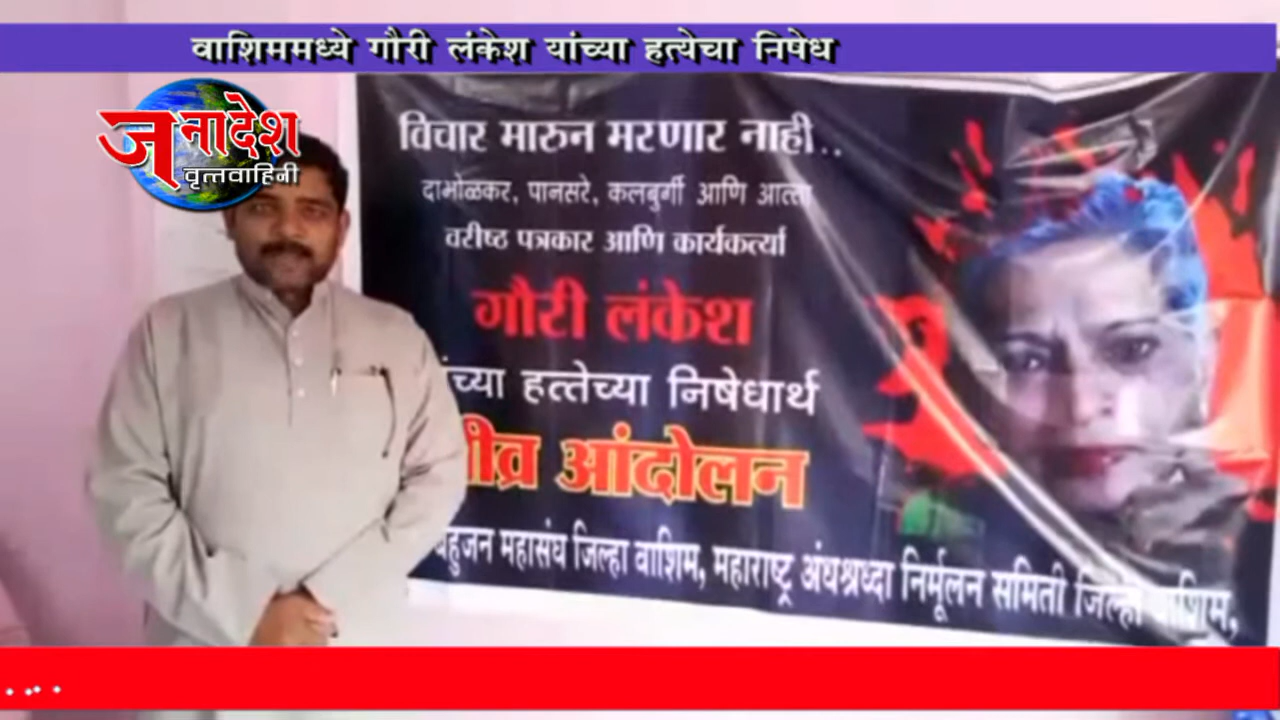 वाशिममध्ये गौरी लंकेश यांच्या हत्येचा निषेध
जनादेश
वृत्तवाहिनी
विचार मारुन मरणार नाही..
दाभोळकर, पानसरे, कलबुर्गी आणि आत्ता
वरीष्ठ पत्रकार आणि कार्यकर्त्या
गौरी लंकेश
च्या हत्तेच्या निषेधार्थ
आंदोलन
बहुजन महासंघ जिल्हा वाशिम, महाराष्ट्र अंधश्रध्दा निर्मूलन समिती जिल्हा वाशिम,